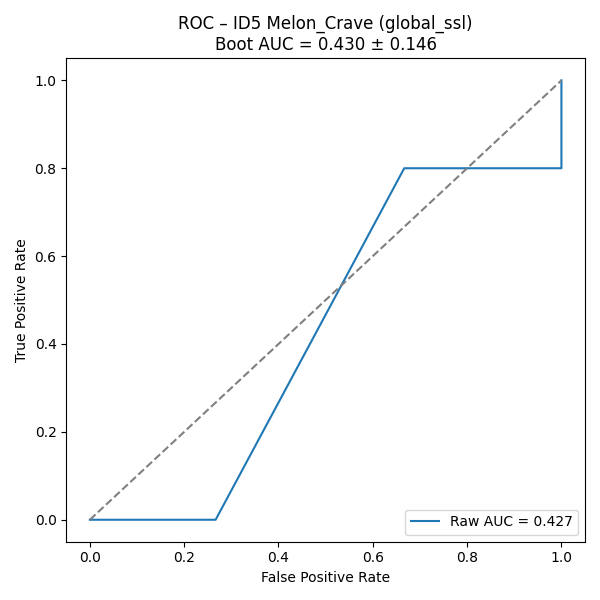 ROC – ID5 Melon_Crave (global_ssl)
Boot AUC = 0.430 ± 0.146
1.0
0.8
0.6
0.4
0.2
0.0
True Positive Rate
Raw AUC = 0.427
0.0 0.2 0.4 0.6 0.8 1.0
False Positive Rate